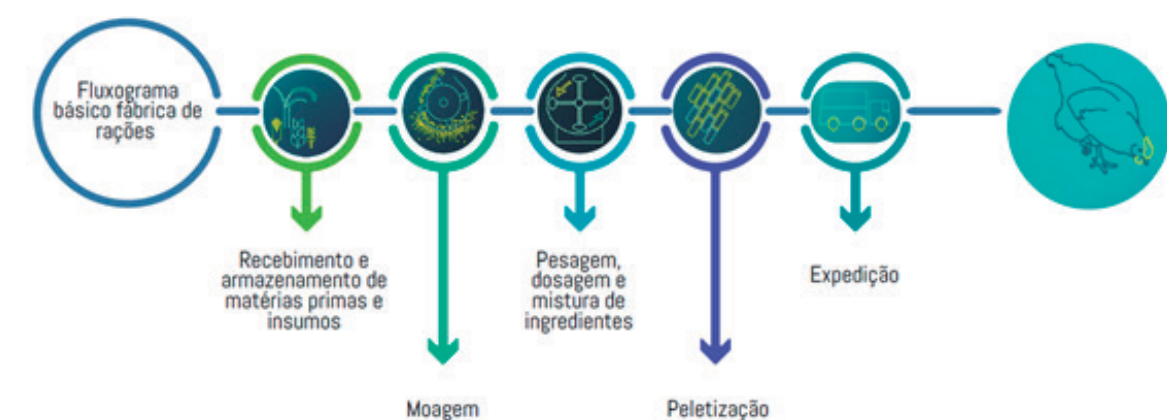 Fluxograma
básico fábrica de
rações
Recebimento e
armazenamento de
matérias primas e
insumos
Moagem
Pesagem,
dosagem e
mistura de
ingredientes
Peletização
Expedição